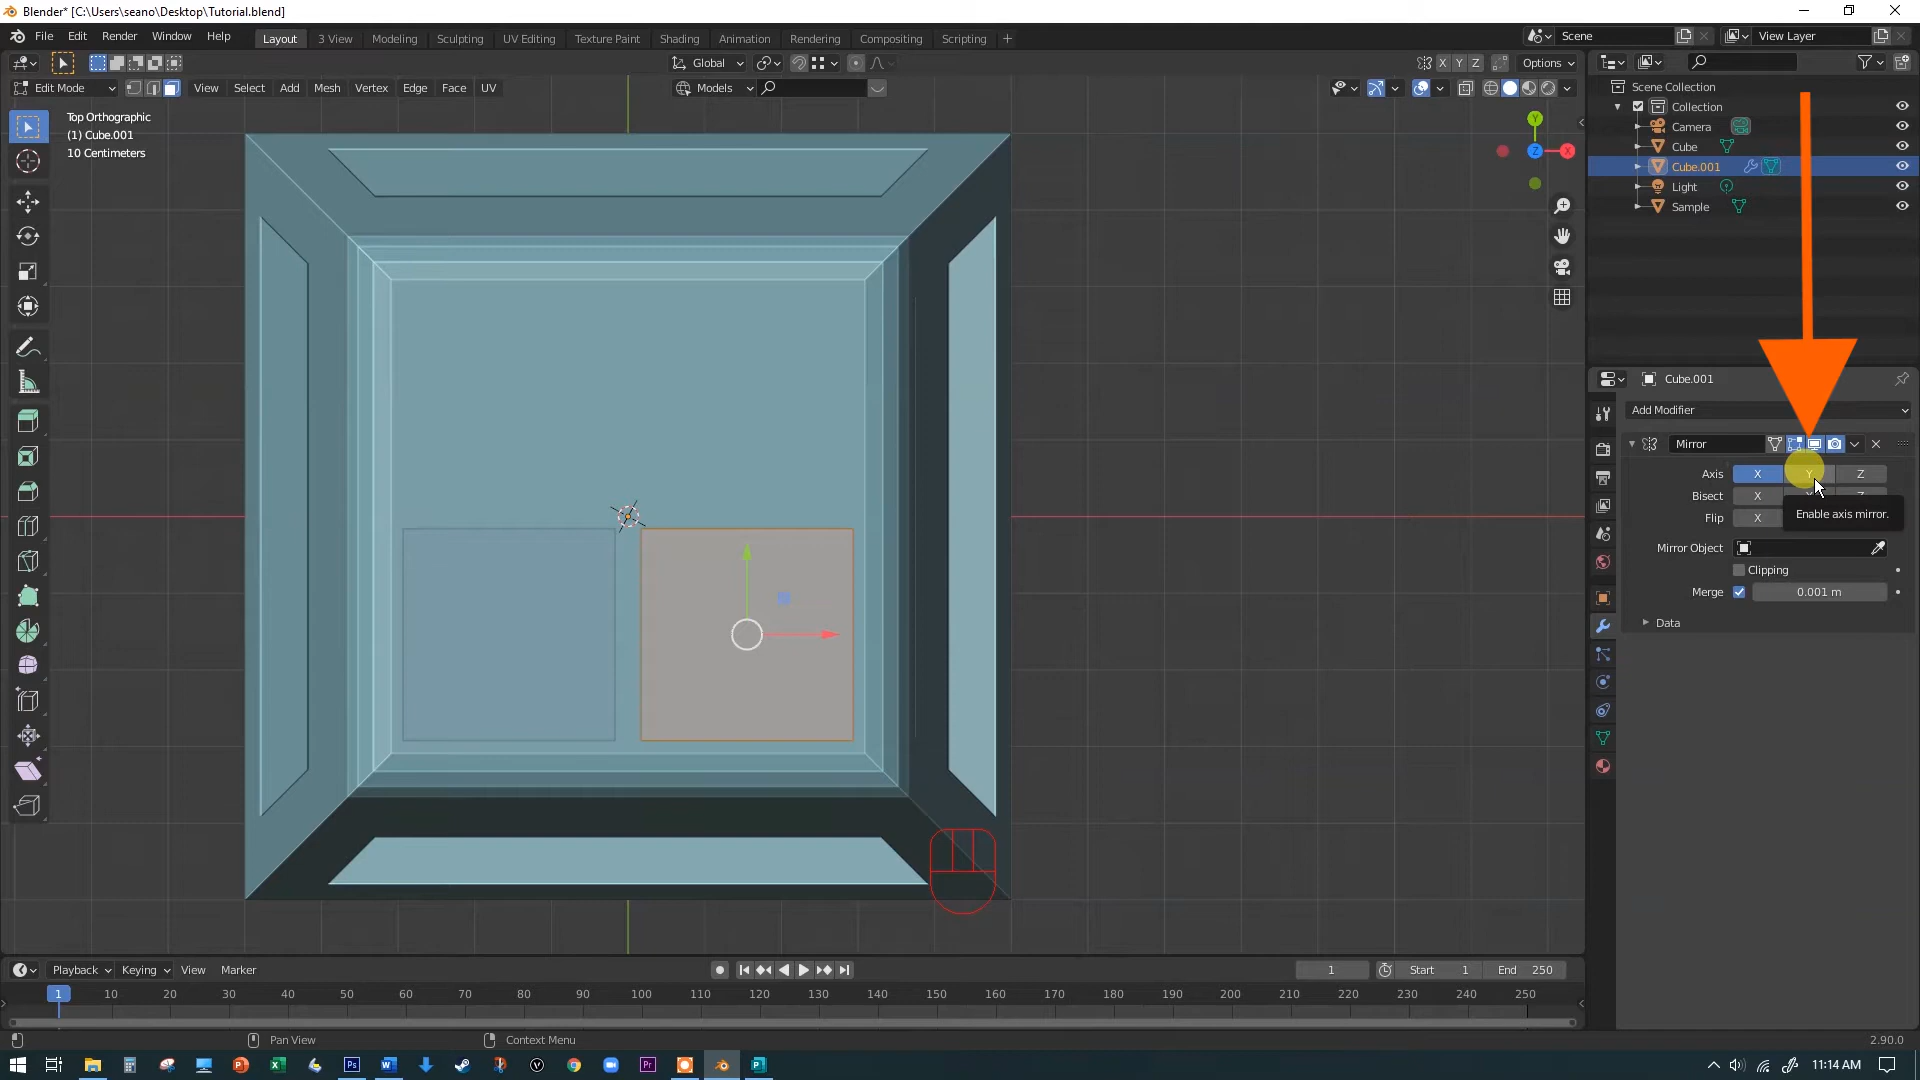 Blender* [C:\Users\seano\Desktop\Tutorial.blend]
File Edit Render Window Help
Layout 3 View Modeling Sculpting UV Editing Texture Paint Shading Animation Rendering Compositing Scripting +
Scene
View Layer
Global
X Y Z
Options
Edit Mode
View Select Add Mesh Vertex Edge Face UV
Models
Top Orthographic
(1) Cube.001
10 Centimeters
Y
Z
X
Scene Collection
Collection
Camera
Cube
Cube.001
Light
Sample
Cube.001
Add Modifier
Mirror
Axis X Y Z
Bisect X
Flip X
Enable axis mirror.
Mirror Object
Clipping
Merge 0.001 m
Data
Playback Keying View Marker
1 Start 1 End 250
1 10 20 30 40 50 60 70 80 90 100 110 120 130 140 150 160 170 180 190 200 210 220 230 240 250
Pan View
Context Menu
2.90.0
11:14 AM